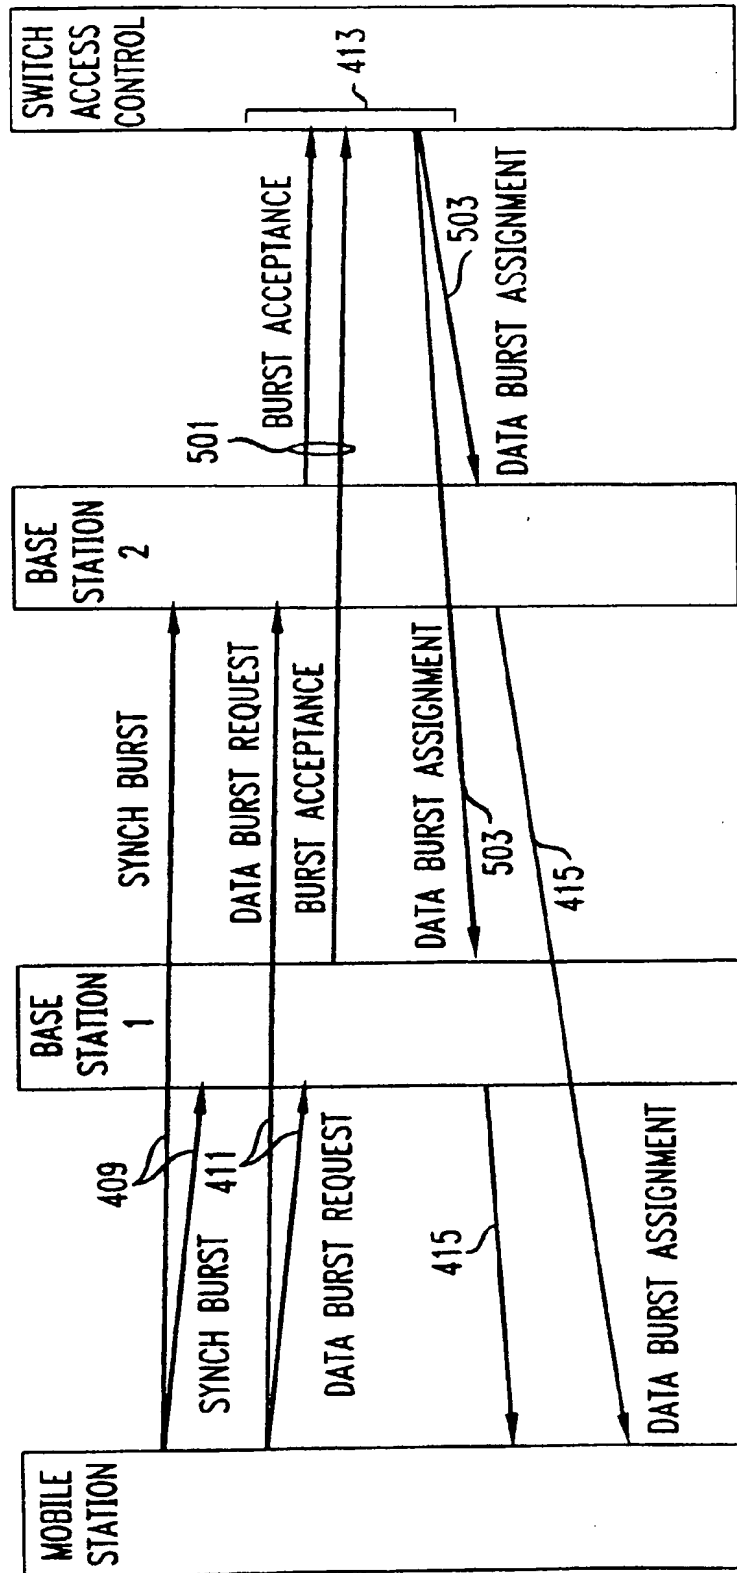 MOBILE
STATION
BASE
STATION
1
BASE
STATION
2
SWITCH
ACCESS
CONTROL
409
SYNCH BURST
SYNCH BURST
411
DATA BURST REQUEST
DATA BURST REQUEST
BURST ACCEPTANCE
501
BURST ACCEPTANCE
413
DATA BURST ASSIGNMENT
503
503
DATA BURST ASSIGNMENT
415
415
DATA BURST ASSIGNMENT